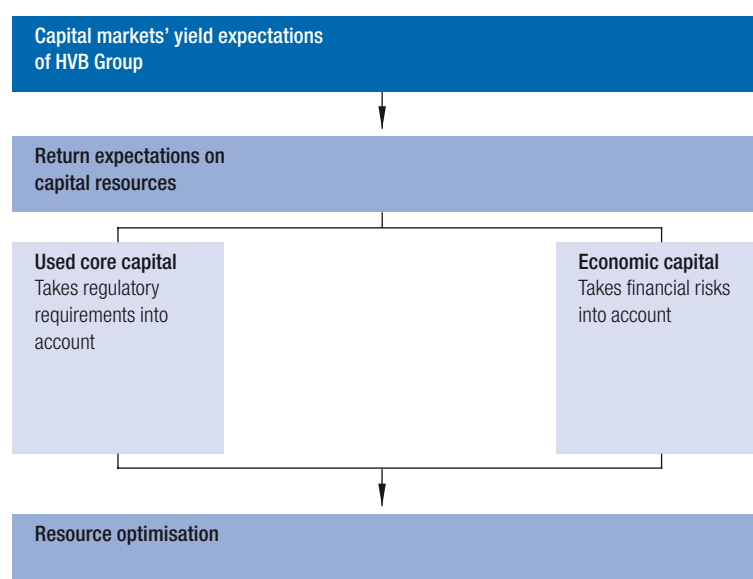 Capital markets’ yield expectations
of HVB Group
Return expectations on
capital resources
Used core capital
Takes regulatory
requirements into
account
Economic capital
Takes financial risks
into account
Resource optimisation